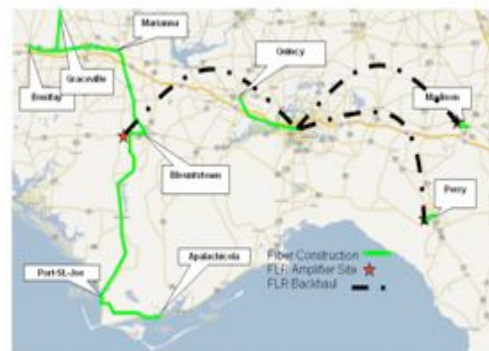 Marianna
Quincy
Graceville
Bonifay
Madison
Blountstown
Perry
Port-St.-Joe
Apalachicola
Fiber Construction
FLR Amplifier Site
FLR Backhaul